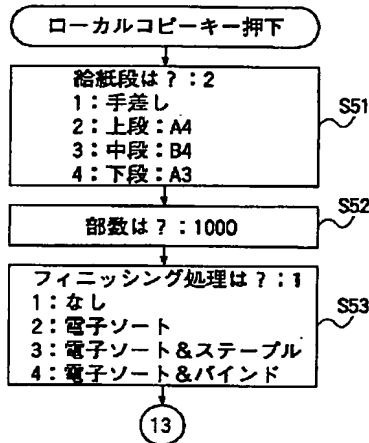 ローカルコピーキー押下
給紙段は？：2
1：手差し
2：上段：A4
3：中段：B4
4：下段：A3
S51
部数は？：1000
S52
フィニッシング処理は？：1
1：なし
2：電子ソート
3：電子ソート＆ステープル
4：電子ソート＆バインド
S53
13